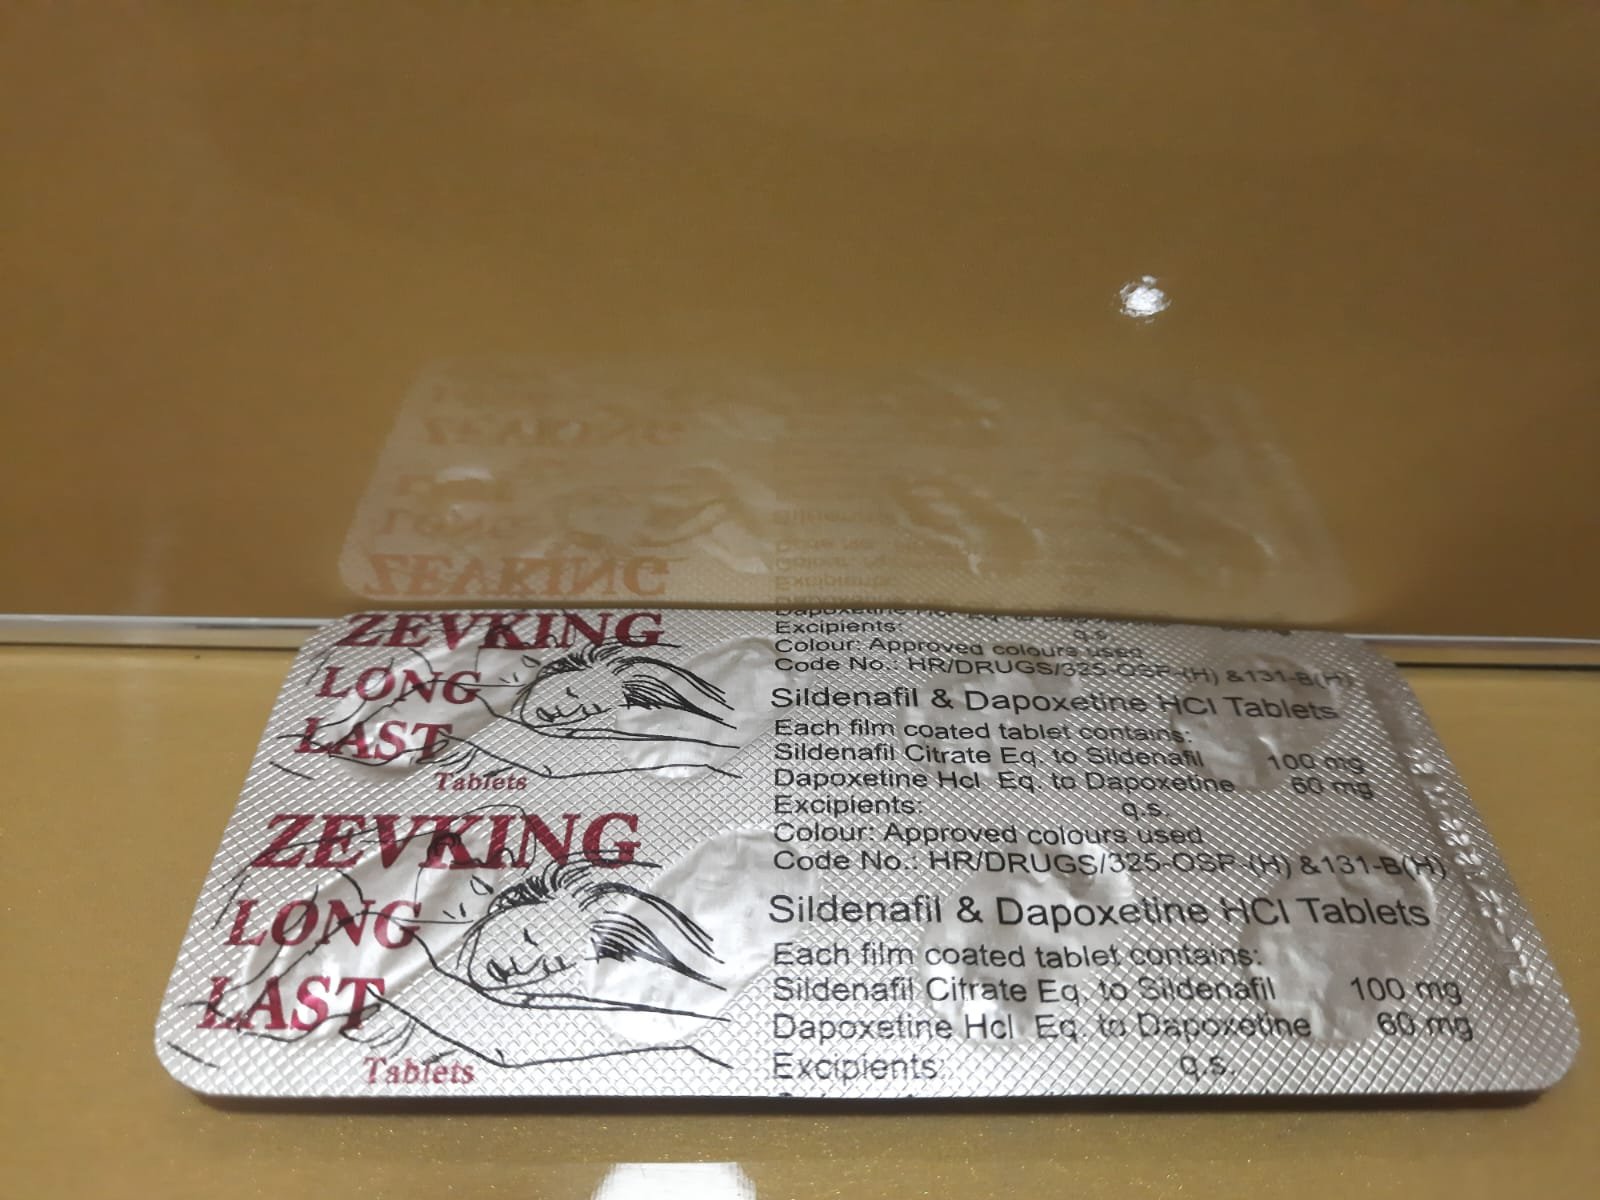 ZEVKING
LONG
LAST
Tablets
ZEVKING
LONG
LAST
Tablets
Excipients: q.s.
Colour: Approved colours used
Code No.: HR/DRUGS/325-OSP-(H) &131-B(H)
Sildenafil & Dapoxetine HCl Tablets
Each film coated tablet contains:
Sildenafil Citrate Eq. to Sildenafil 100 mg
Dapoxetine Hcl Eq. to Dapoxetine 60 mg
Excipients: q.s.
Colour: Approved colours used
Code No.: HR/DRUGS/325-OSP-(H) &131-B(H)
Sildenafil & Dapoxetine HCl Tablets
Each film coated tablet contains:
Sildenafil Citrate Eq. to Sildenafil 100 mg
Dapoxetine Hcl Eq. to Dapoxetine 60 mg
Excipients: q.s.